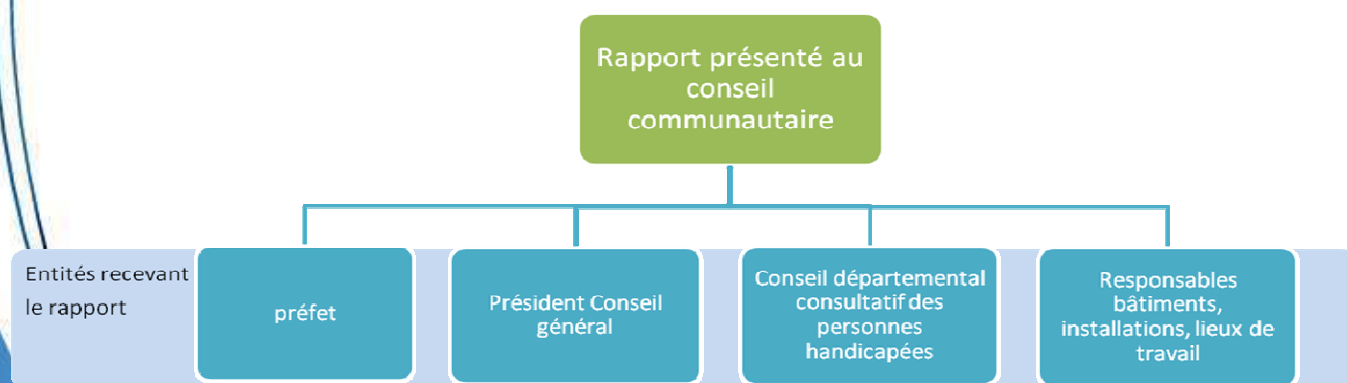 Rapport présenté au
conseil
communautaire
Entités recevant
le rapport
préfet
Président Conseil
général
Conseil départemental
consultatif des
personnes
handicapées
Responsables
bâtiments,
installations, lieux de
travail